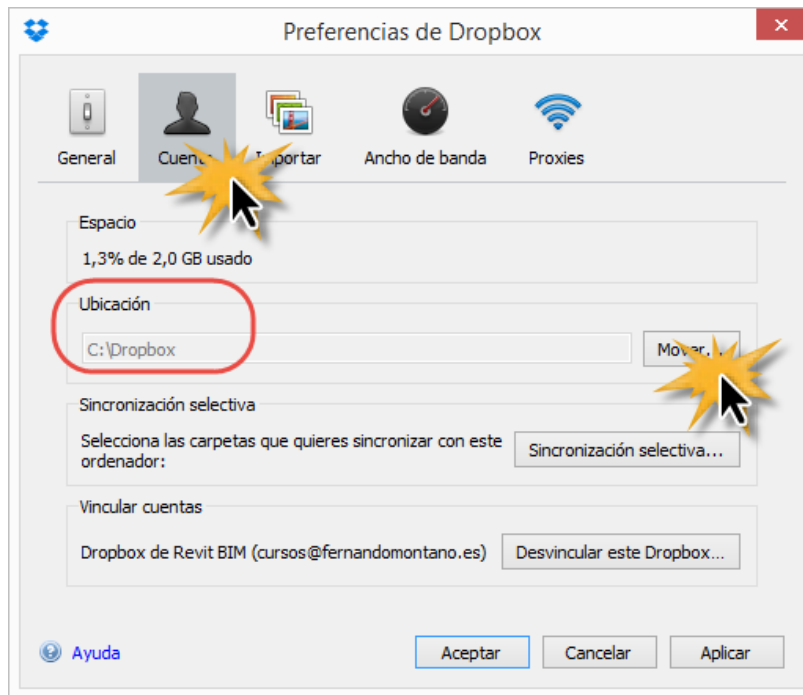 Preferencias de Dropbox
General Cuenta Importar Ancho de banda Proxies
Espacio
1,3% de 2,0 GB usado
Ubicación
C:\Dropbox
Mover...
Sincronización selectiva
Selecciona las carpetas que quieres sincronizar con este
ordenador:
Sincronización selectiva...
Vincular cuentas
Dropbox de Revit BIM (cursos@fernandomontano.es)
Desvincular este Dropbox...
Ayuda
Aceptar
Cancelar
Aplicar